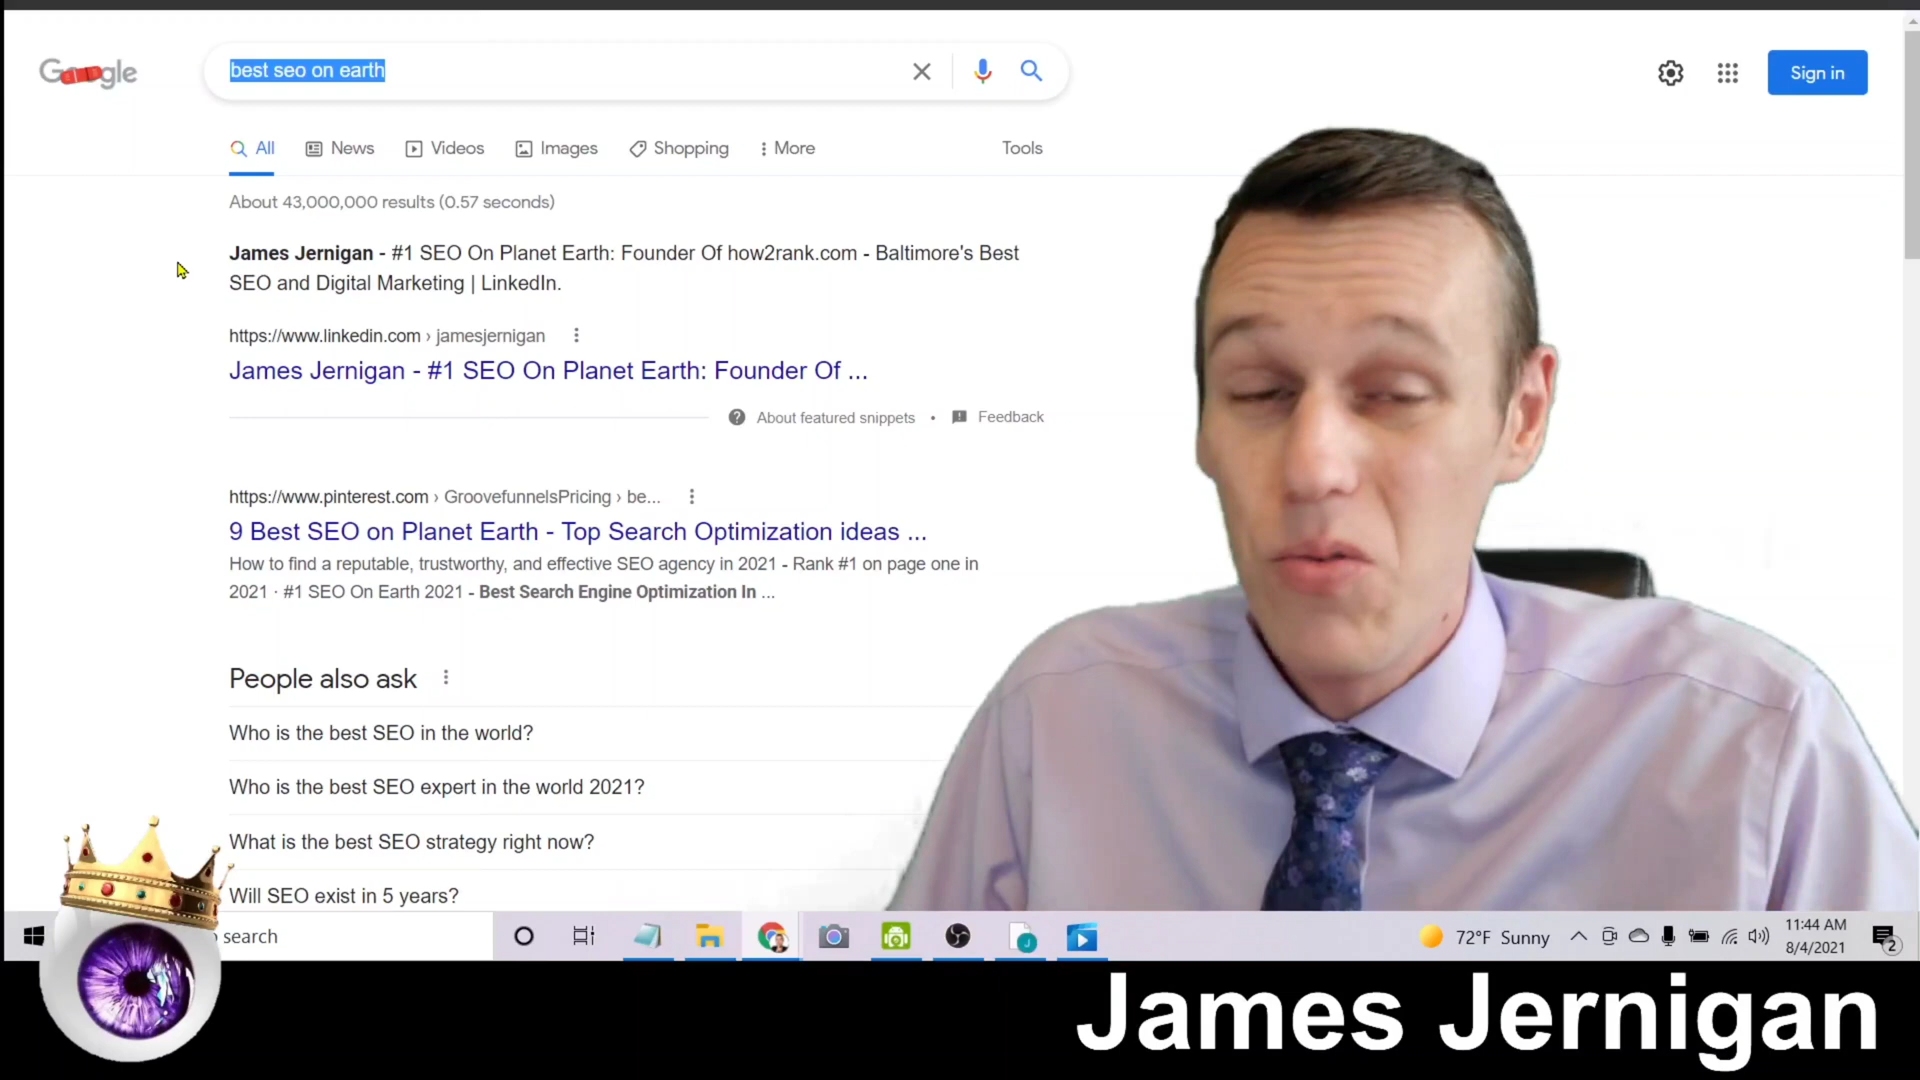 Google
best seo on earth
Sign in
All News Videos Images Shopping More Tools
About 43,000,000 results (0.57 seconds)
James Jernigan - #1 SEO On Planet Earth: Founder Of how2rank.com - Baltimore's Best
SEO and Digital Marketing | LinkedIn.
https://www.linkedin.com › jamesjernigan
James Jernigan - #1 SEO On Planet Earth: Founder Of ...
About featured snippets • Feedback
https://www.pinterest.com › GroovefunnelsPricing › be...
9 Best SEO on Planet Earth - Top Search Optimization ideas ...
How to find a reputable, trustworthy, and effective SEO agency in 2021 - Rank #1 on page one in
2021 · #1 SEO On Earth 2021 - Best Search Engine Optimization In ...
People also ask
Who is the best SEO in the world?
Who is the best SEO expert in the world 2021?
What is the best SEO strategy right now?
Will SEO exist in 5 years?
search
72°F Sunny
11:44 AM
8/4/2021
2
James Jernigan